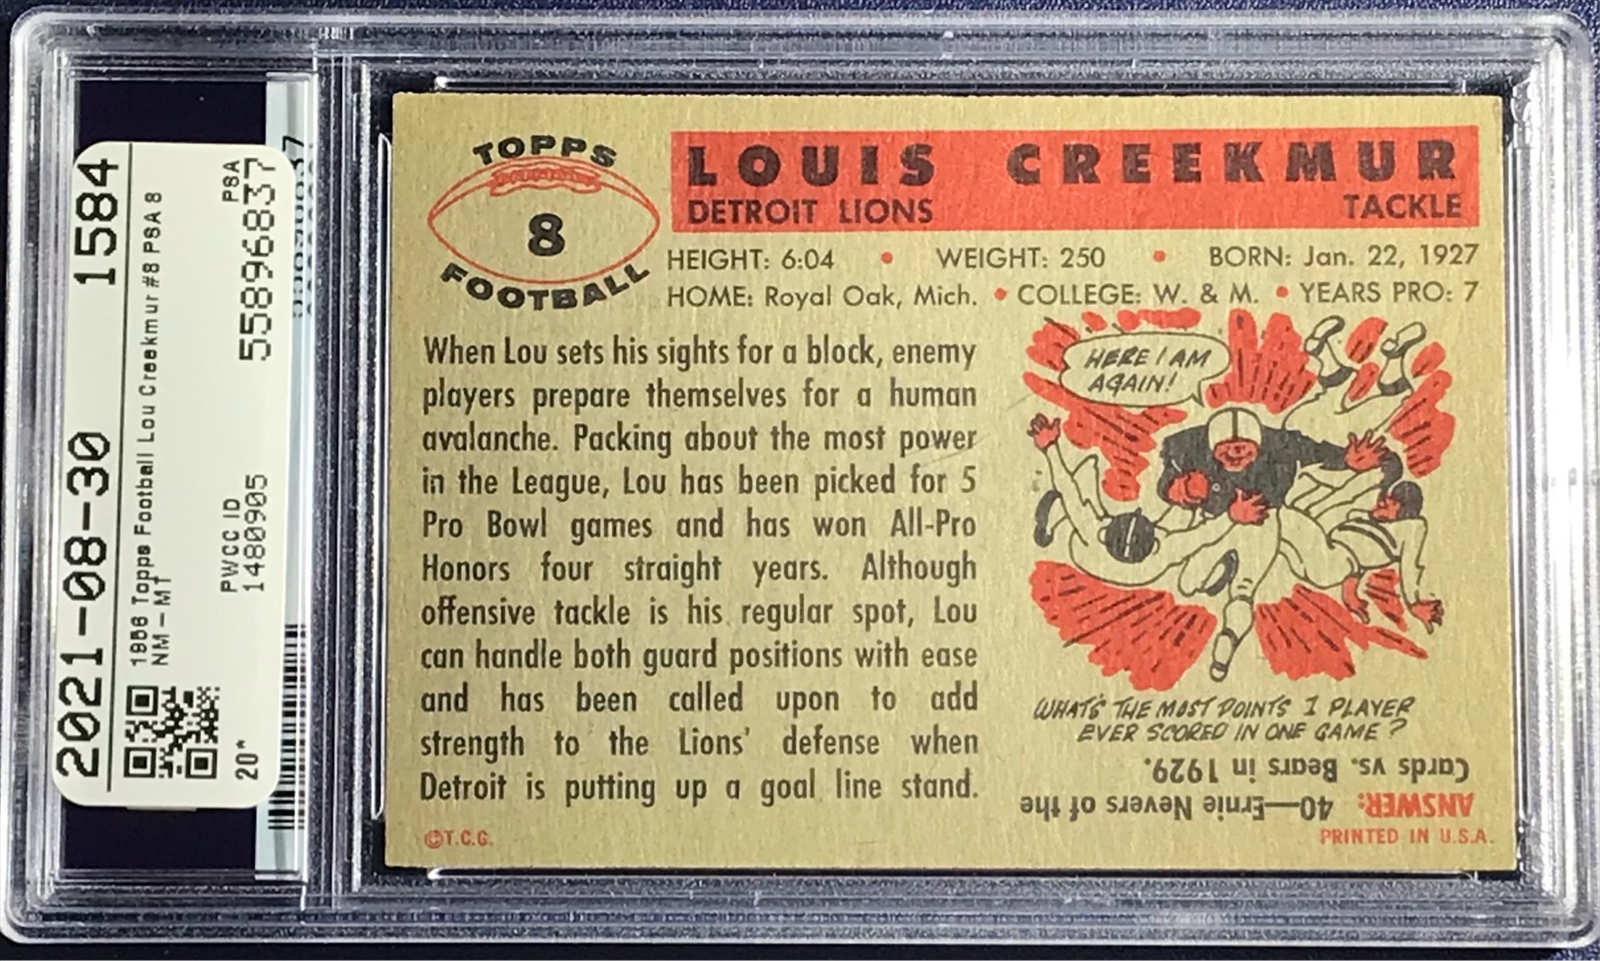 2021-08-30 1584
1956 Topps Football Lou Creekmur #8 PSA 8
NM-MT
PWCC ID PSA
14809905 55896837
20*
TOPPS
8
FOOTBALL
LOUIS CREEKMUR
DETROIT LIONS TACKLE
HEIGHT: 6:04 • WEIGHT: 250 • BORN: Jan. 22, 1927
HOME: Royal Oak, Mich. • COLLEGE: W. & M. • YEARS PRO: 7
When Lou sets his sights for a block, enemy
players prepare themselves for a human
avalanche. Packing about the most power
in the League, Lou has been picked for 5
Pro Bowl games and has won All-Pro
Honors four straight years. Although
offensive tackle is his regular spot, Lou
can handle both guard positions with ease
and has been called upon to add
strength to the Lions' defense when
Detroit is putting up a goal line stand.
©T.C.G.
HERE I AM
AGAIN!
WHAT'S THE MOST POINTS 1 PLAYER
EVER SCORED IN ONE GAME?
ANSWER: 40—Ernie Nevers of the
Cards vs. Bears in 1929.
PRINTED IN U.S.A.